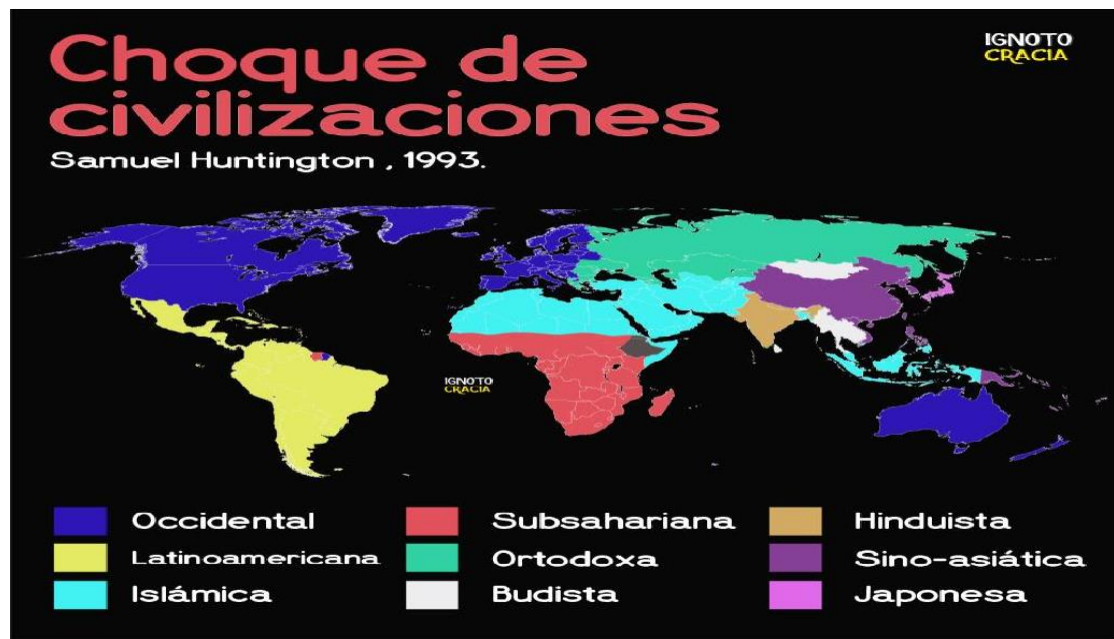 Choque de
civilizaciones
Samuel Huntington , 1993.
IGNOTO
CRACIA
IGNOTO
CRACIA
Occidental
Subsahariana
Hinduista
Latinoamericana
Ortodoxa
Sino-asiática
Islámica
Budista
Japonesa